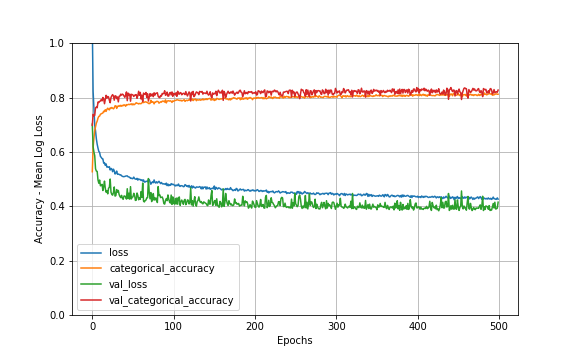 1.0
0.8
0.6
0.4
0.2
0.0
Accuracy - Mean Log Loss
loss
categorical_accuracy
val_loss
val_categorical_accuracy
0 100 200 300 400 500
Epochs